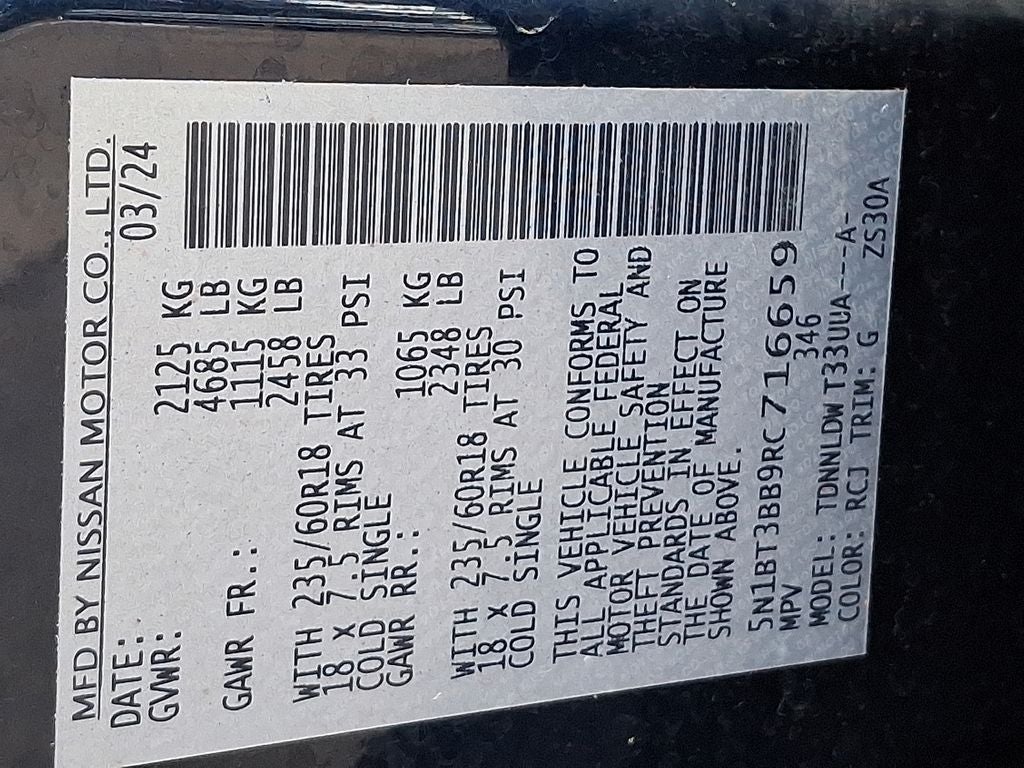 MFD BY NISSAN MOTOR CO., LTD.
DATE: 03/24
GVWR: 2125 KG
4685 LB
GAWR FR.: 1115 KG
2458 LB
WITH 235/60R18 TIRES
18 X 7.5 RIMS AT 33 PSI
COLD SINGLE
GAWR RR.: 1065 KG
2348 LB
WITH 235/60R18 TIRES
18 X 7.5 RIMS AT 30 PSI
COLD SINGLE
THIS VEHICLE CONFORMS TO
ALL APPLICABLE FEDERAL
MOTOR VEHICLE SAFETY AND
THEFT PREVENTION
STANDARDS IN EFFECT ON
THE DATE OF MANUFACTURE
SHOWN ABOVE.
5N1BT3BB9RC716659
MPV 346
MODEL: TDNNLDW T33UUA---A-
COLOR: RCJ TRIM: G ZS30A